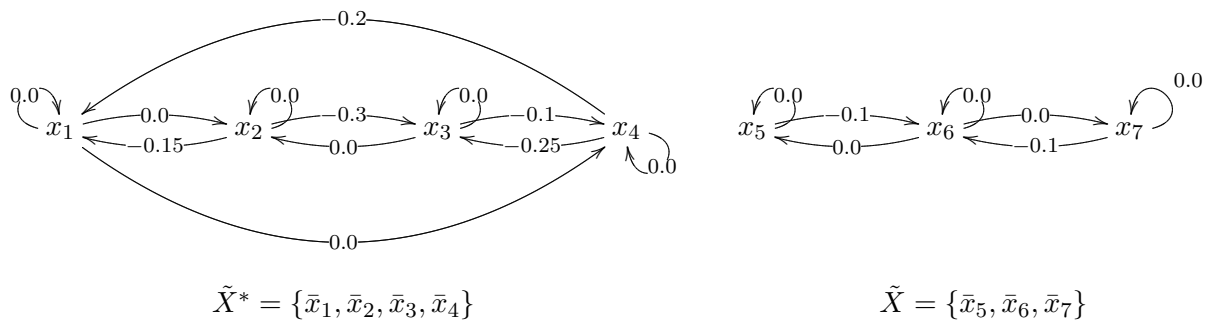 −0.2
0.0 0.0 0.0 0.0
0.0 −0.3 −0.1 −0.1 0.0
x₁ x₂ x₃ x₄ x₅ x₆ x₇
−0.15 0.0 −0.25 0.0 −0.1
0.0
0.0
0.0 0.0
X̃* = {x̄₁, x̄₂, x̄₃, x̄₄} X̃ = {x̄₅, x̄₆, x̄₇}